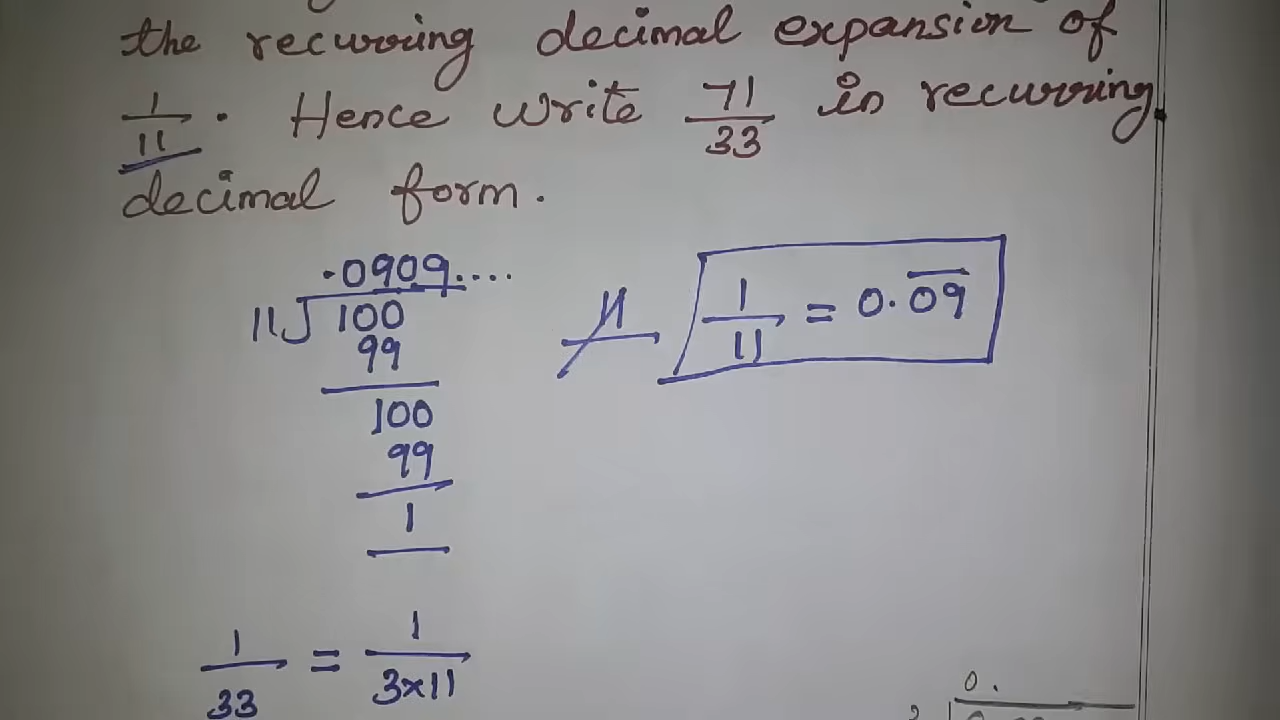 the recurring decimal expansion of
1/11. Hence write 71/33 in recurring
decimal form.
.0909....
11 ) 100
99
100
99
1
1/11 = 0.0̅9̅
1/33 = 1/3×11
0.